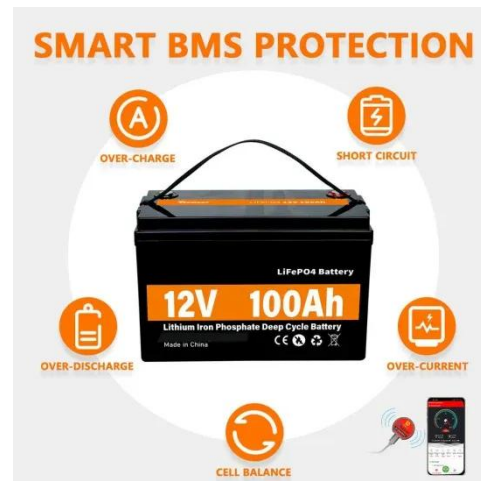 SMART BMS PROTECTION
OVER-CHARGE
SHORT CIRCUIT
LiFePO4 Battery
12V 100Ah
Lithium Iron Phosphate Deep Cycle Battery
Made in China
CE
OVER-DISCHARGE
OVER-CURRENT
CELL BALANCE